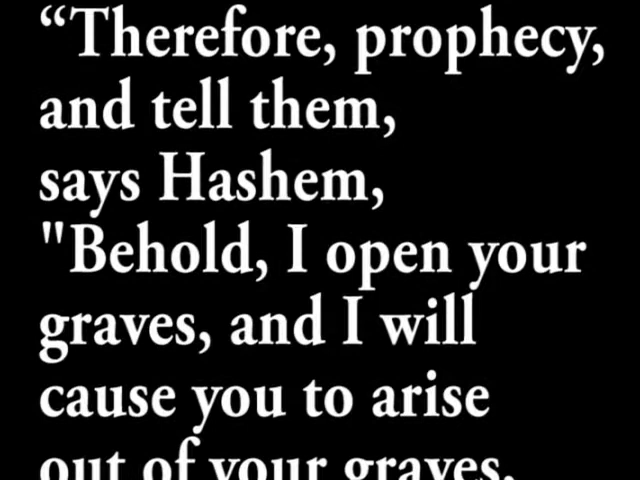 “Therefore, prophecy,
and tell them,
says Hashem,
"Behold, I open your
graves, and I will
cause you to arise
out of your graves,